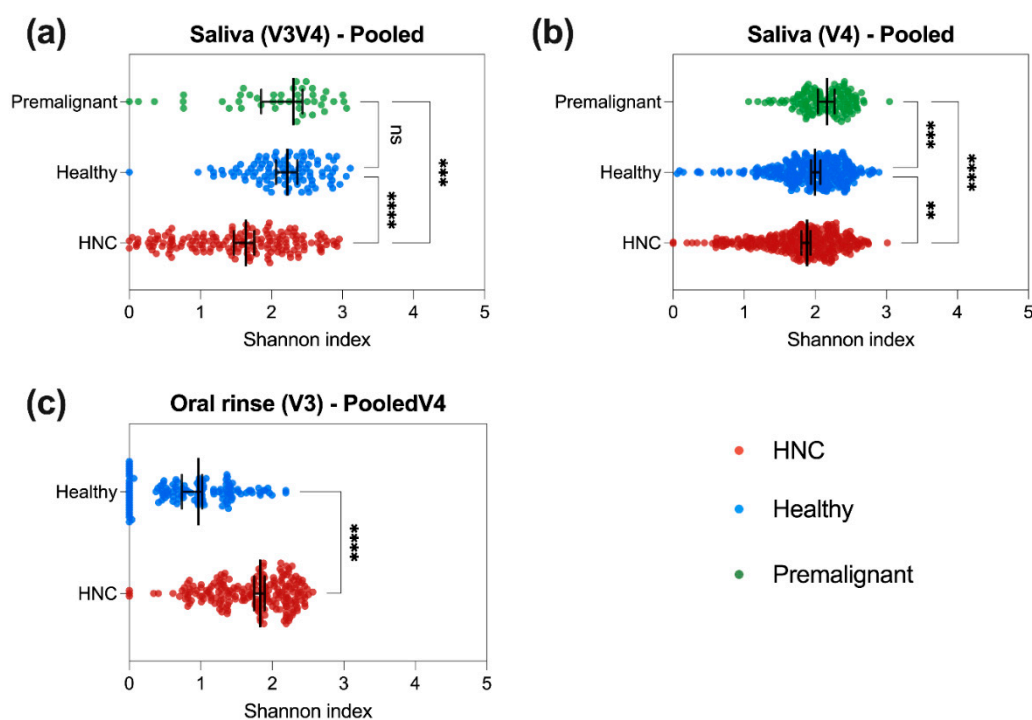 (a)
Saliva (V3V4) - Pooled
Premalignant
Healthy
HNC
ns
***
****
0 1 2 3 4 5
Shannon index
(b)
Saliva (V4) - Pooled
Premalignant
Healthy
HNC
***
****
**
0 1 2 3 4 5
Shannon index
(c)
Oral rinse (V3) - PooledV4
Healthy
HNC
****
0 1 2 3 4 5
Shannon index
HNC
Healthy
Premalignant